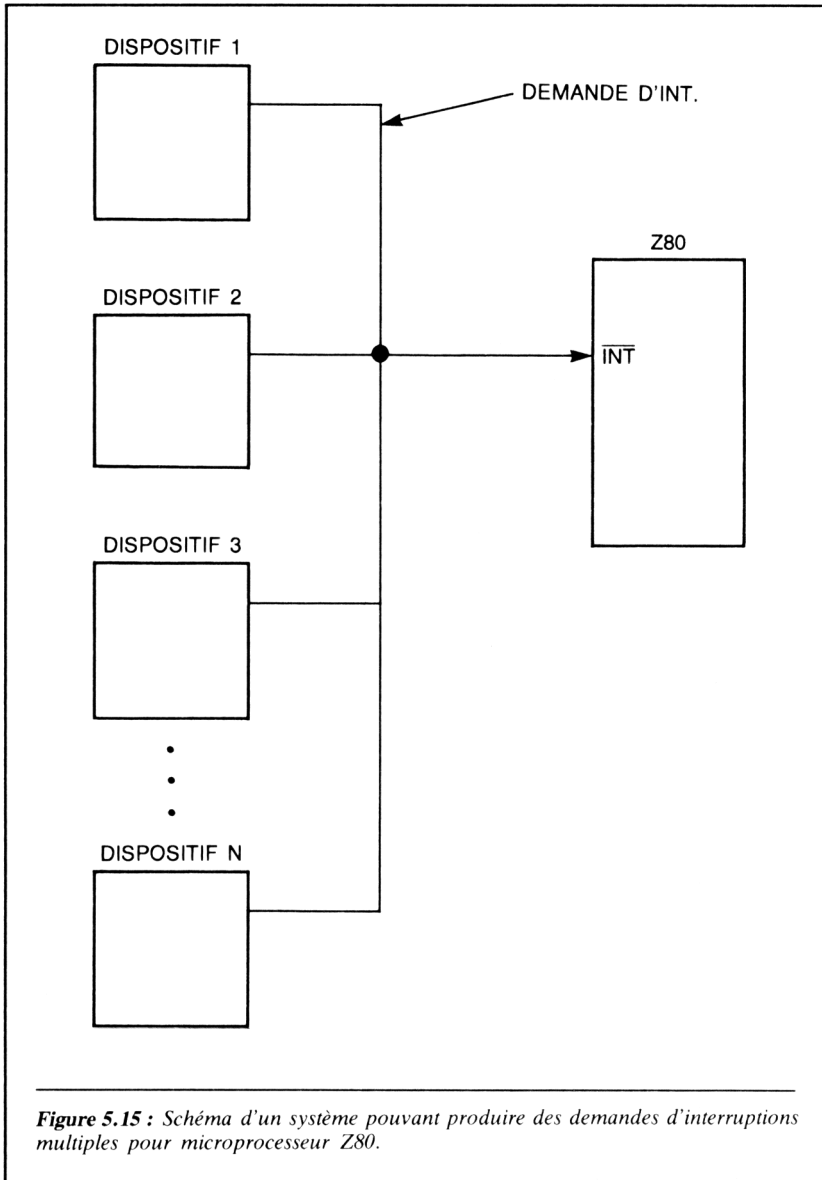 DISPOSITIF 1
DEMANDE D'INT.
Z80
DISPOSITIF 2
INT
DISPOSITIF 3
DISPOSITIF N
Figure 5.15 : Schéma d'un système pouvant produire des demandes d'interruptions
multiples pour microprocesseur Z80.